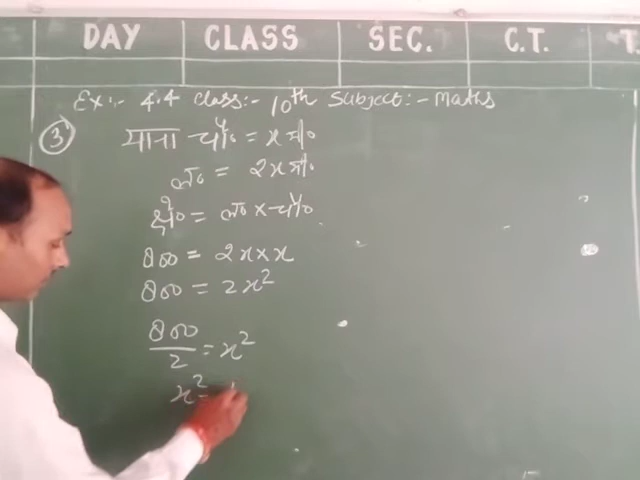 DAY CLASS SEC. C.T. T.
Ex:- 4.4 Class:- 10th Subject:- Maths
3 माना चौ० = x मी०
ल० = 2x मी०
क्षे० = ल० × चौ०
800 = 2x × x
800 = 2x²
800/2 = x²
x² =